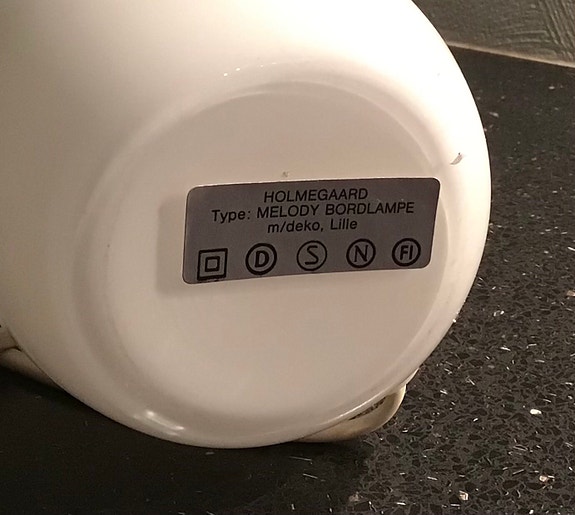 HOLMEGAARD
Type: MELODY BORDLAMPE
m/deko, Lille
D S N FI